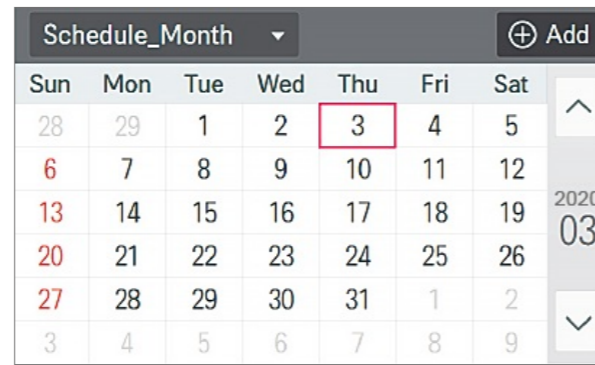 Schedule_Month Add
Sun Mon Tue Wed Thu Fri Sat
28 29 1 2 3 4 5
6 7 8 9 10 11 12
13 14 15 16 17 18 19
2020
03
20 21 22 23 24 25 26
27 28 29 30 31 1 2
3 4 5 6 7 8 9